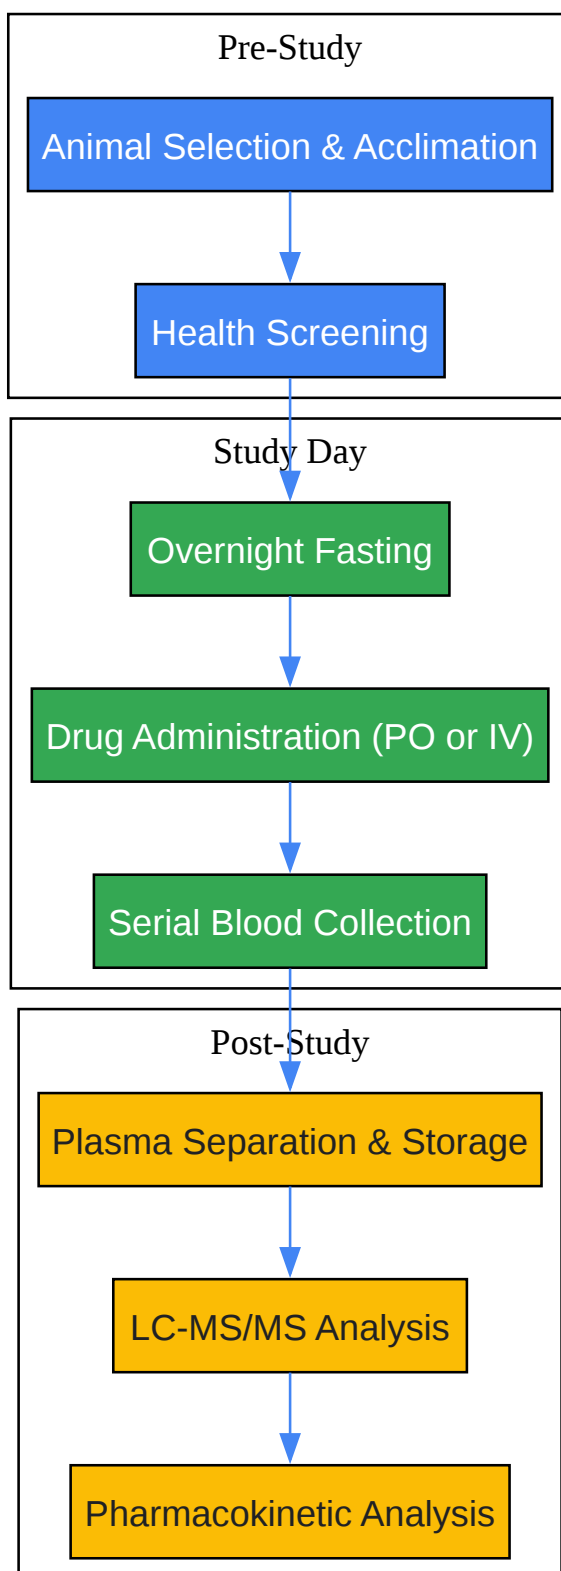 Pre-Study
Animal Selection & Acclimation
Health Screening
Study Day
Overnight Fasting
Drug Administration (PO or IV)
Serial Blood Collection
Post-Study
Plasma Separation & Storage
LC-MS/MS Analysis
Pharmacokinetic Analysis